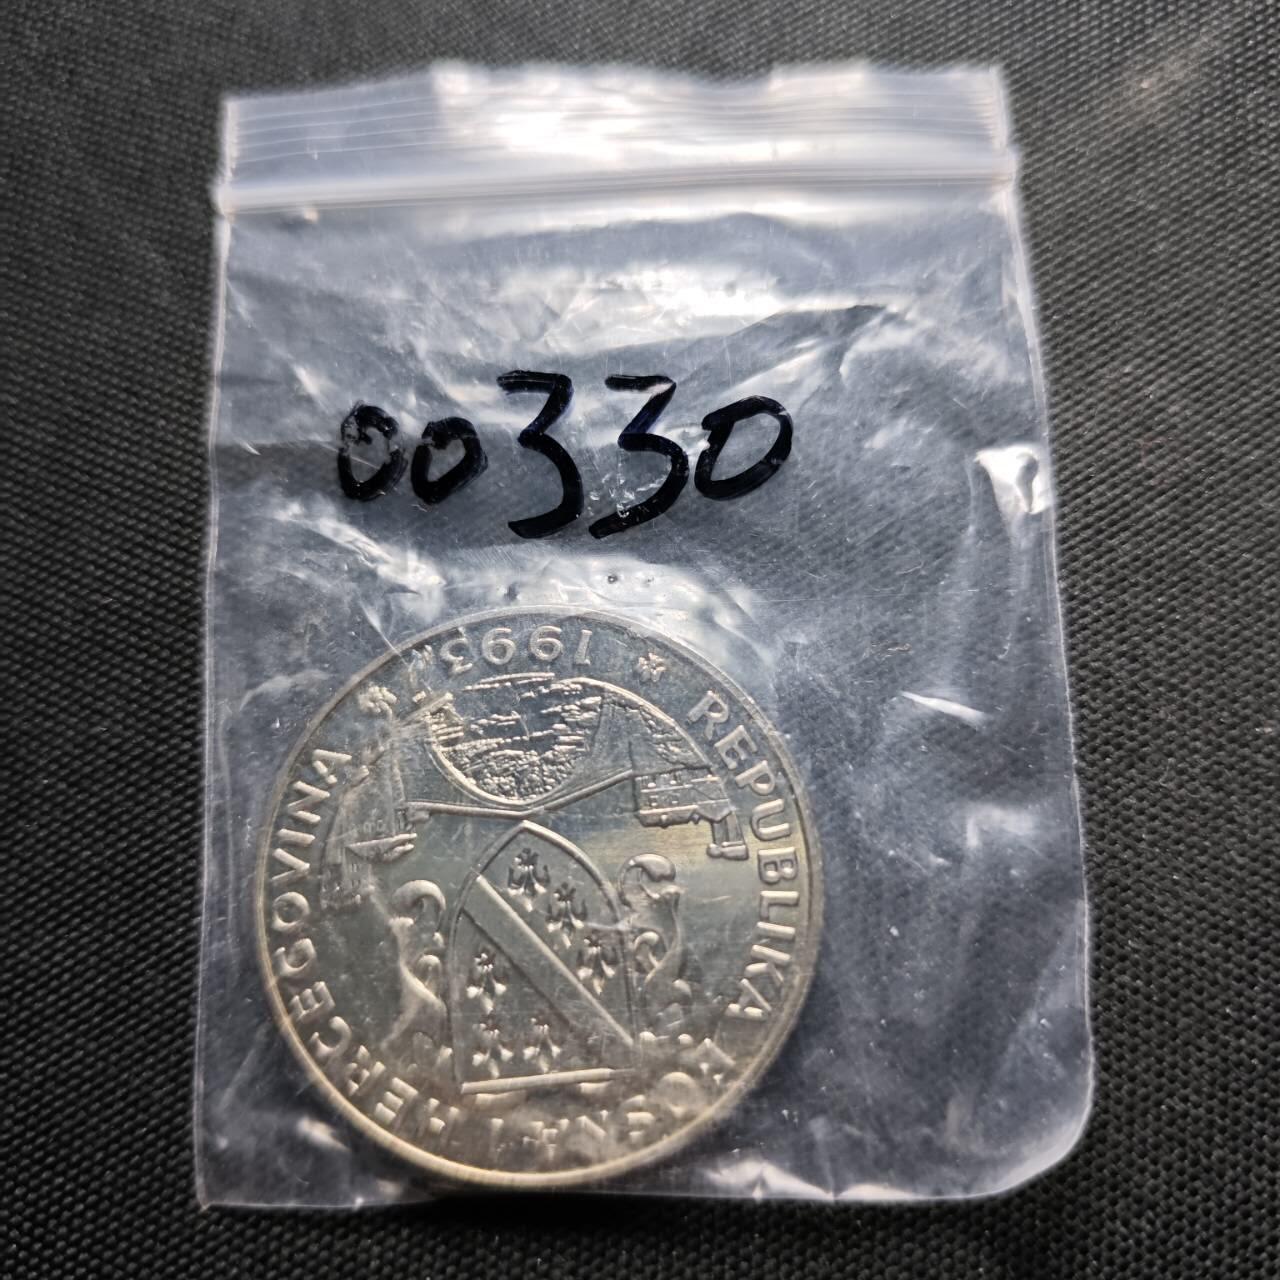 00330
REPUBLIKA BOSNA I HERCEGOVINA
1993